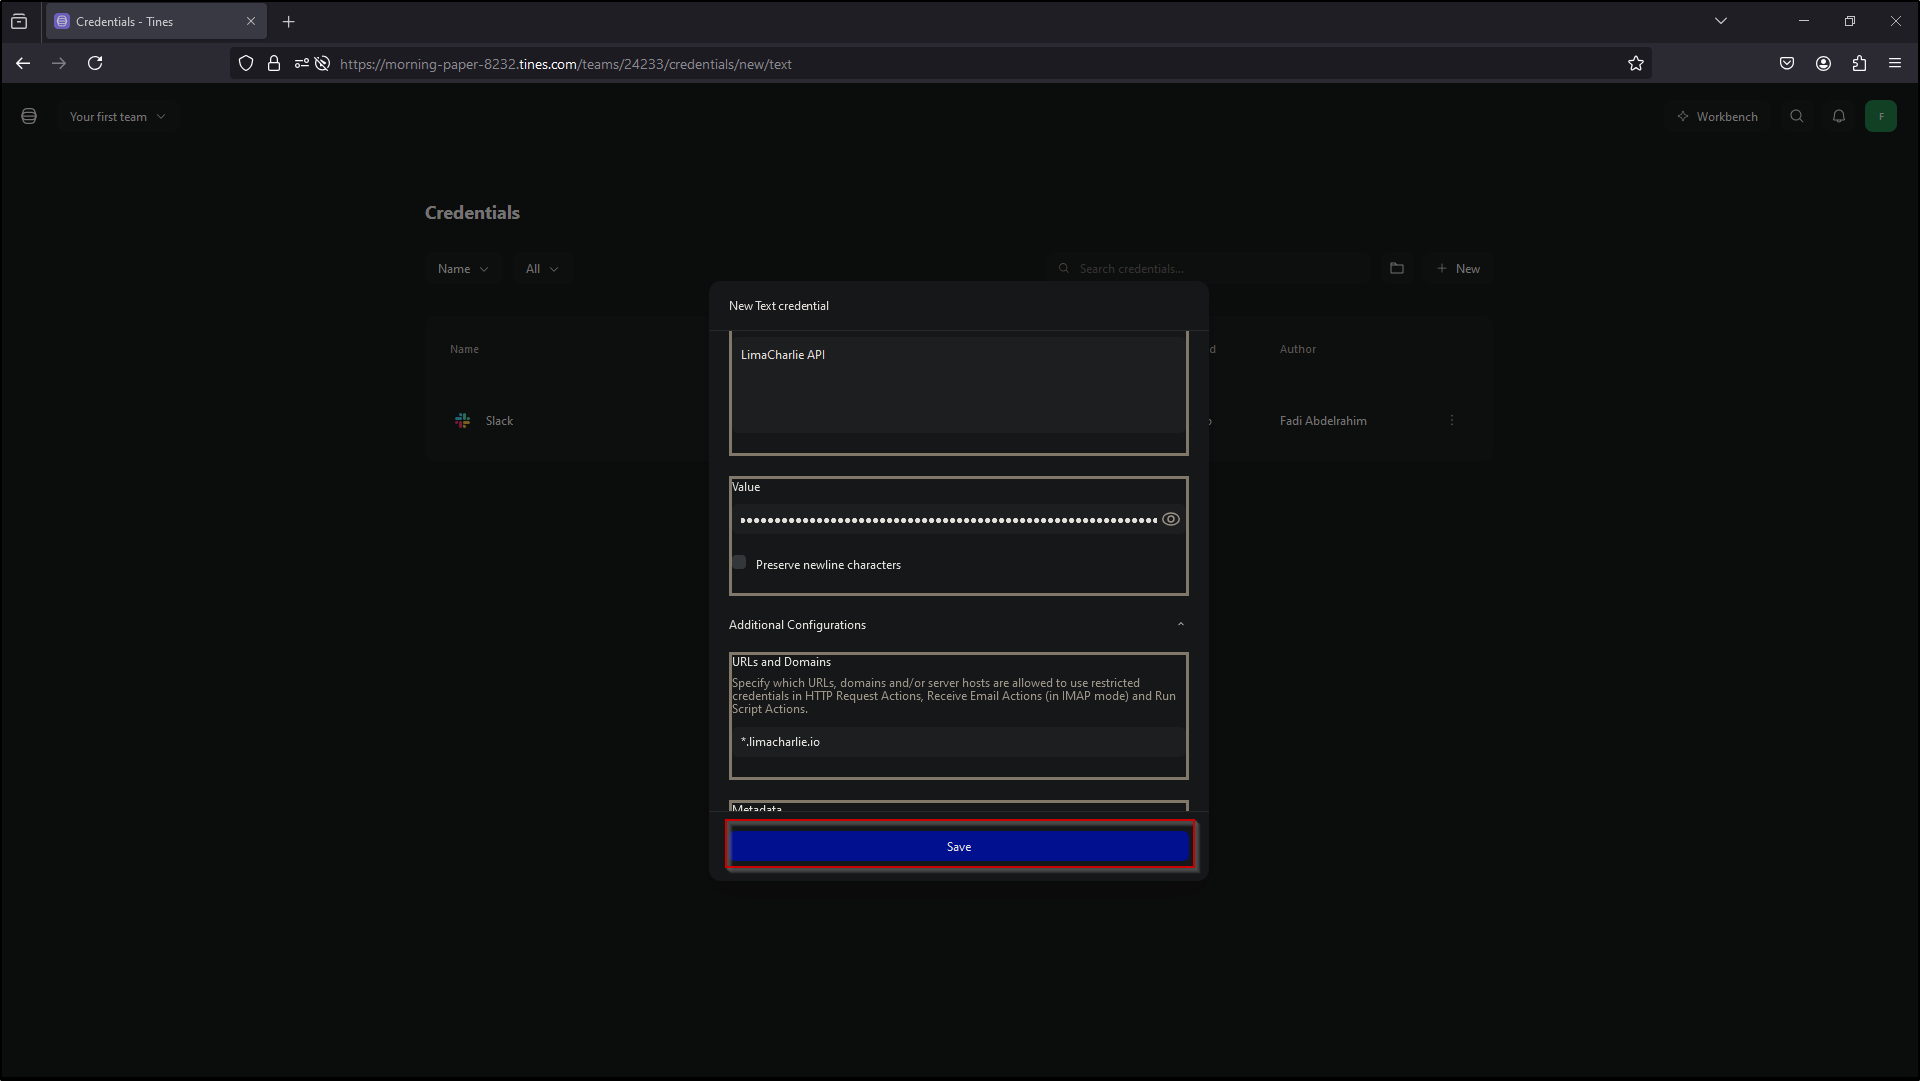 Credentials - Tines
https://morning-paper-8232.tines.com/teams/24233/credentials/new/text
Your first team
Workbench
F
Credentials
Name
All
Search credentials...
New
New Text credential
Name
d
Author
LimaCharlie API
Slack
Fadi Abdelrahim
Value
Preserve newline characters
Additional Configurations
URLs and Domains
Specify which URLs, domains and/or server hosts are allowed to use restricted
credentials in HTTP Request Actions, Receive Email Actions (in IMAP mode) and Run
Script Actions.
*.limacharlie.io
Metadata
Save